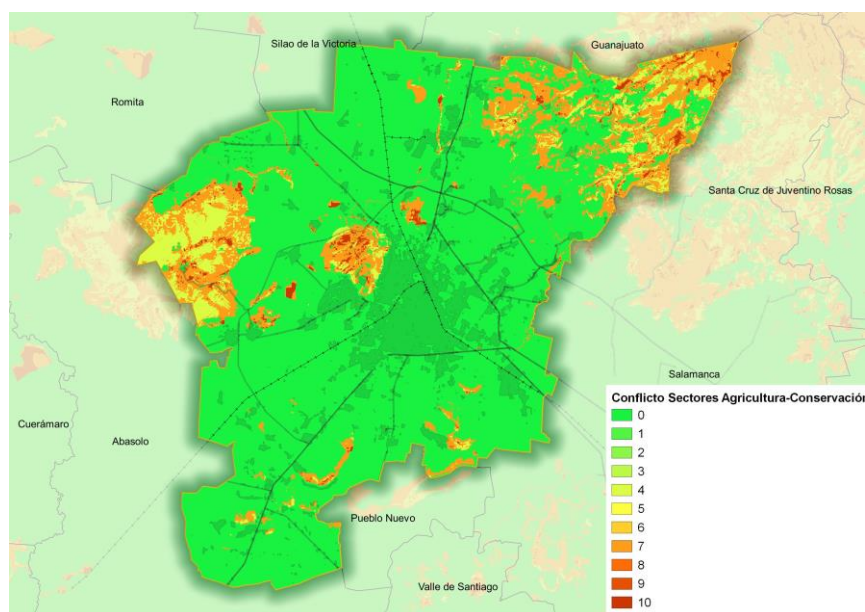 Silao de la Victoria
Guanajuato
Romita
Santa Cruz de Juventino Rosas
Salamanca
Cuerámaro
Abasolo
Pueblo Nuevo
Valle de Santiago
Conflicto Sectores Agricultura-Conservación
0
1
2
3
4
5
6
7
8
9
10